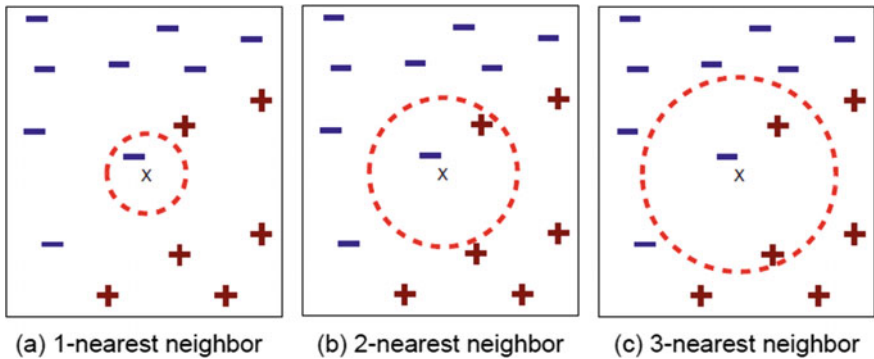 x
x
x
(a) 1-nearest neighbor
(b) 2-nearest neighbor
(c) 3-nearest neighbor